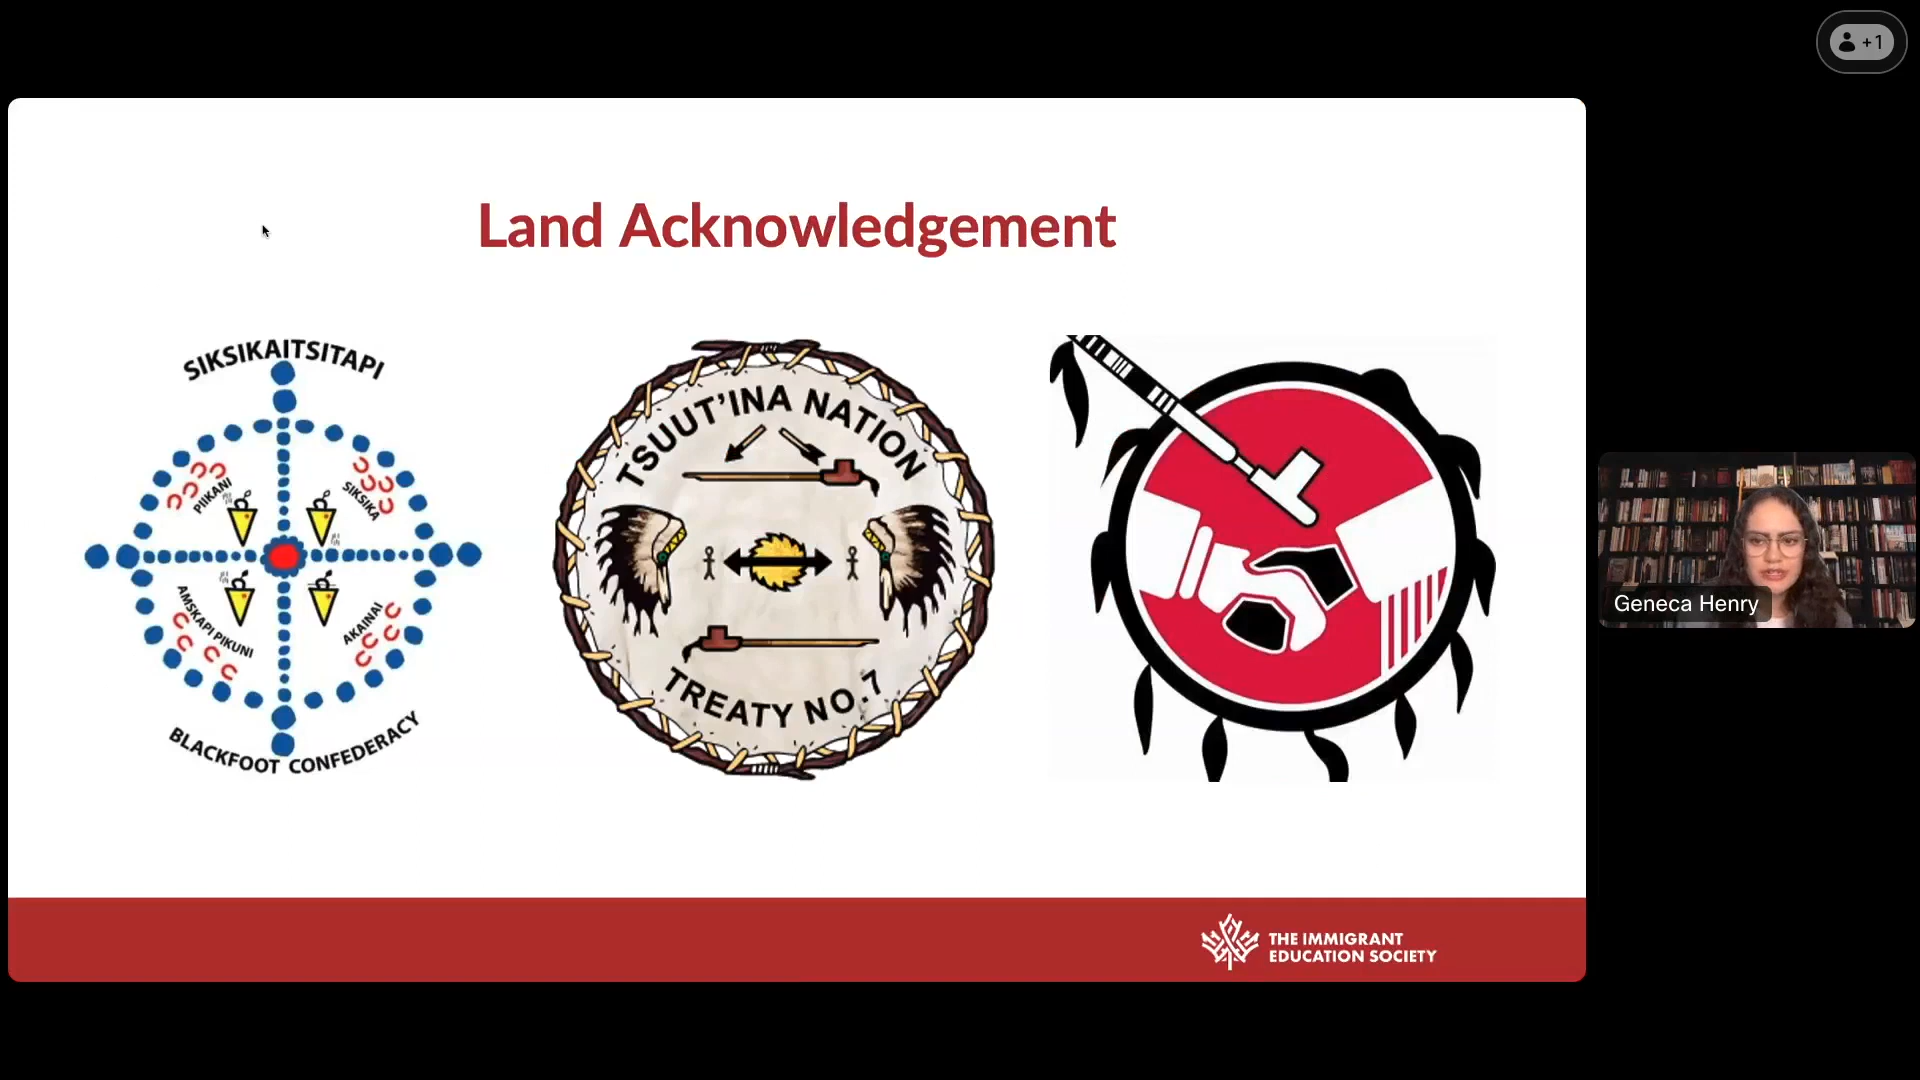 +1
Land Acknowledgement
SIKSIKAITSITAPI
PIIKANI
SIKSIKA
AMSKAPI PIKUNI
AKAINAI
BLACKFOOT CONFEDERACY
TSUUT'INA NATION
TREATY NO.7
Geneca Henry
THE IMMIGRANT
EDUCATION SOCIETY